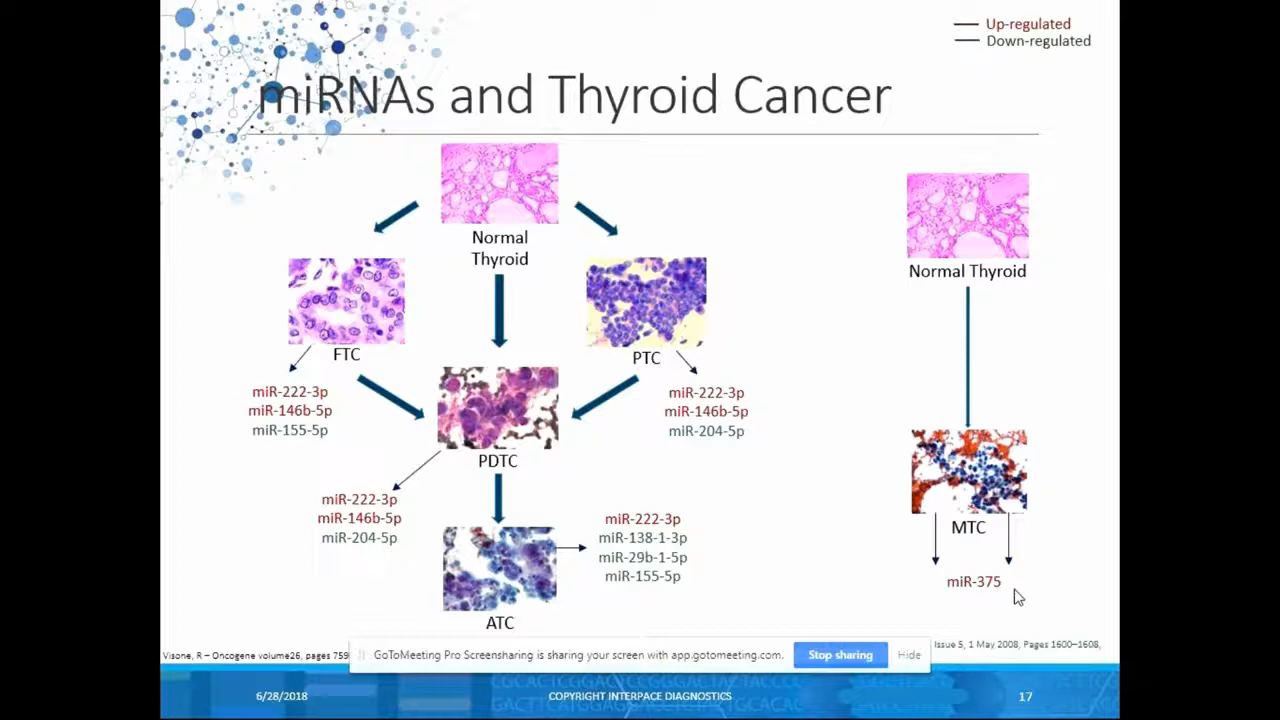 Up-regulated
Down-regulated
miRNAs and Thyroid Cancer
Normal
Thyroid
Normal Thyroid
FTC
PTC
miR-222-3p
miR-146b-5p
miR-155-5p
miR-222-3p
miR-146b-5p
miR-204-5p
PDTC
miR-222-3p
miR-146b-5p
miR-204-5p
miR-222-3p
miR-138-1-3p
miR-29b-1-5p
miR-155-5p
MTC
miR-375
ATC
Visone, R – Oncogene volume26, pages 759
Issue 5, 1 May 2008, Pages 1600–1608,
GoToMeeting Pro Screensharing is sharing your screen with app.gotomeeting.com.
Stop sharing
Hide
6/28/2018
COPYRIGHT INTERPACE DIAGNOSTICS
17